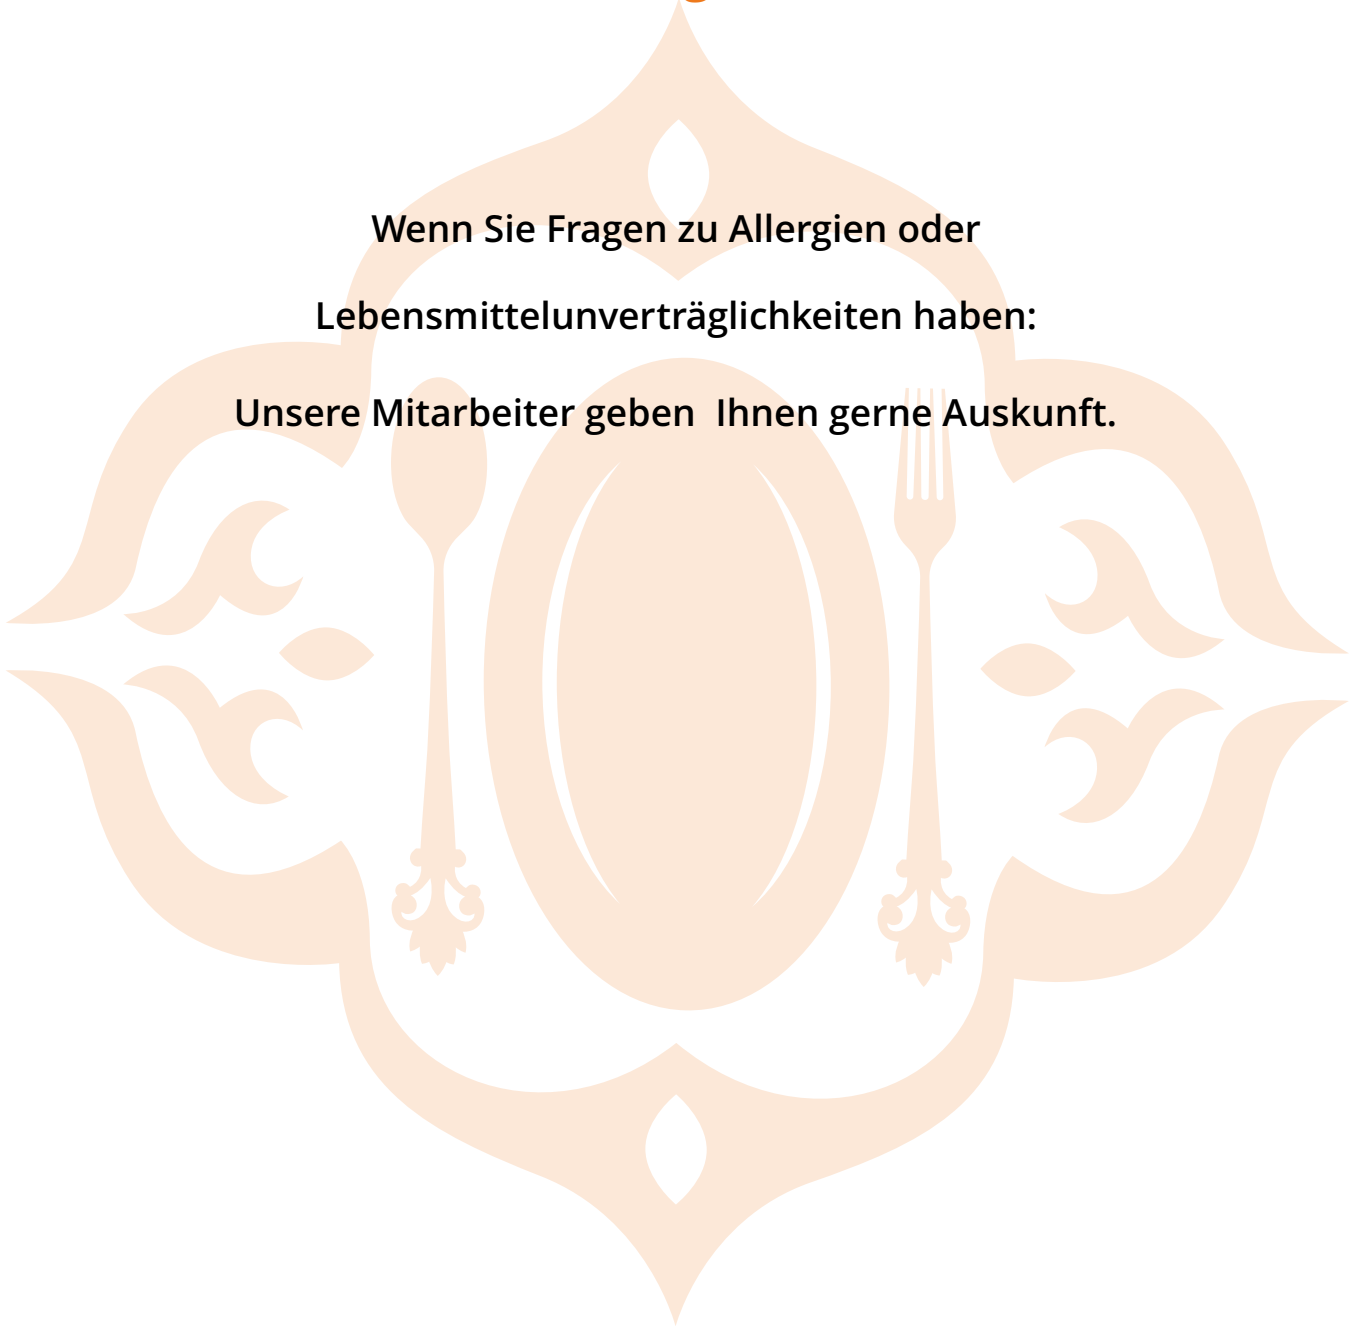 Wenn Sie Fragen zu Allergien oder
Lebensmittelunverträglichkeiten haben:
Unsere Mitarbeiter geben  Ihnen gerne Auskunft.